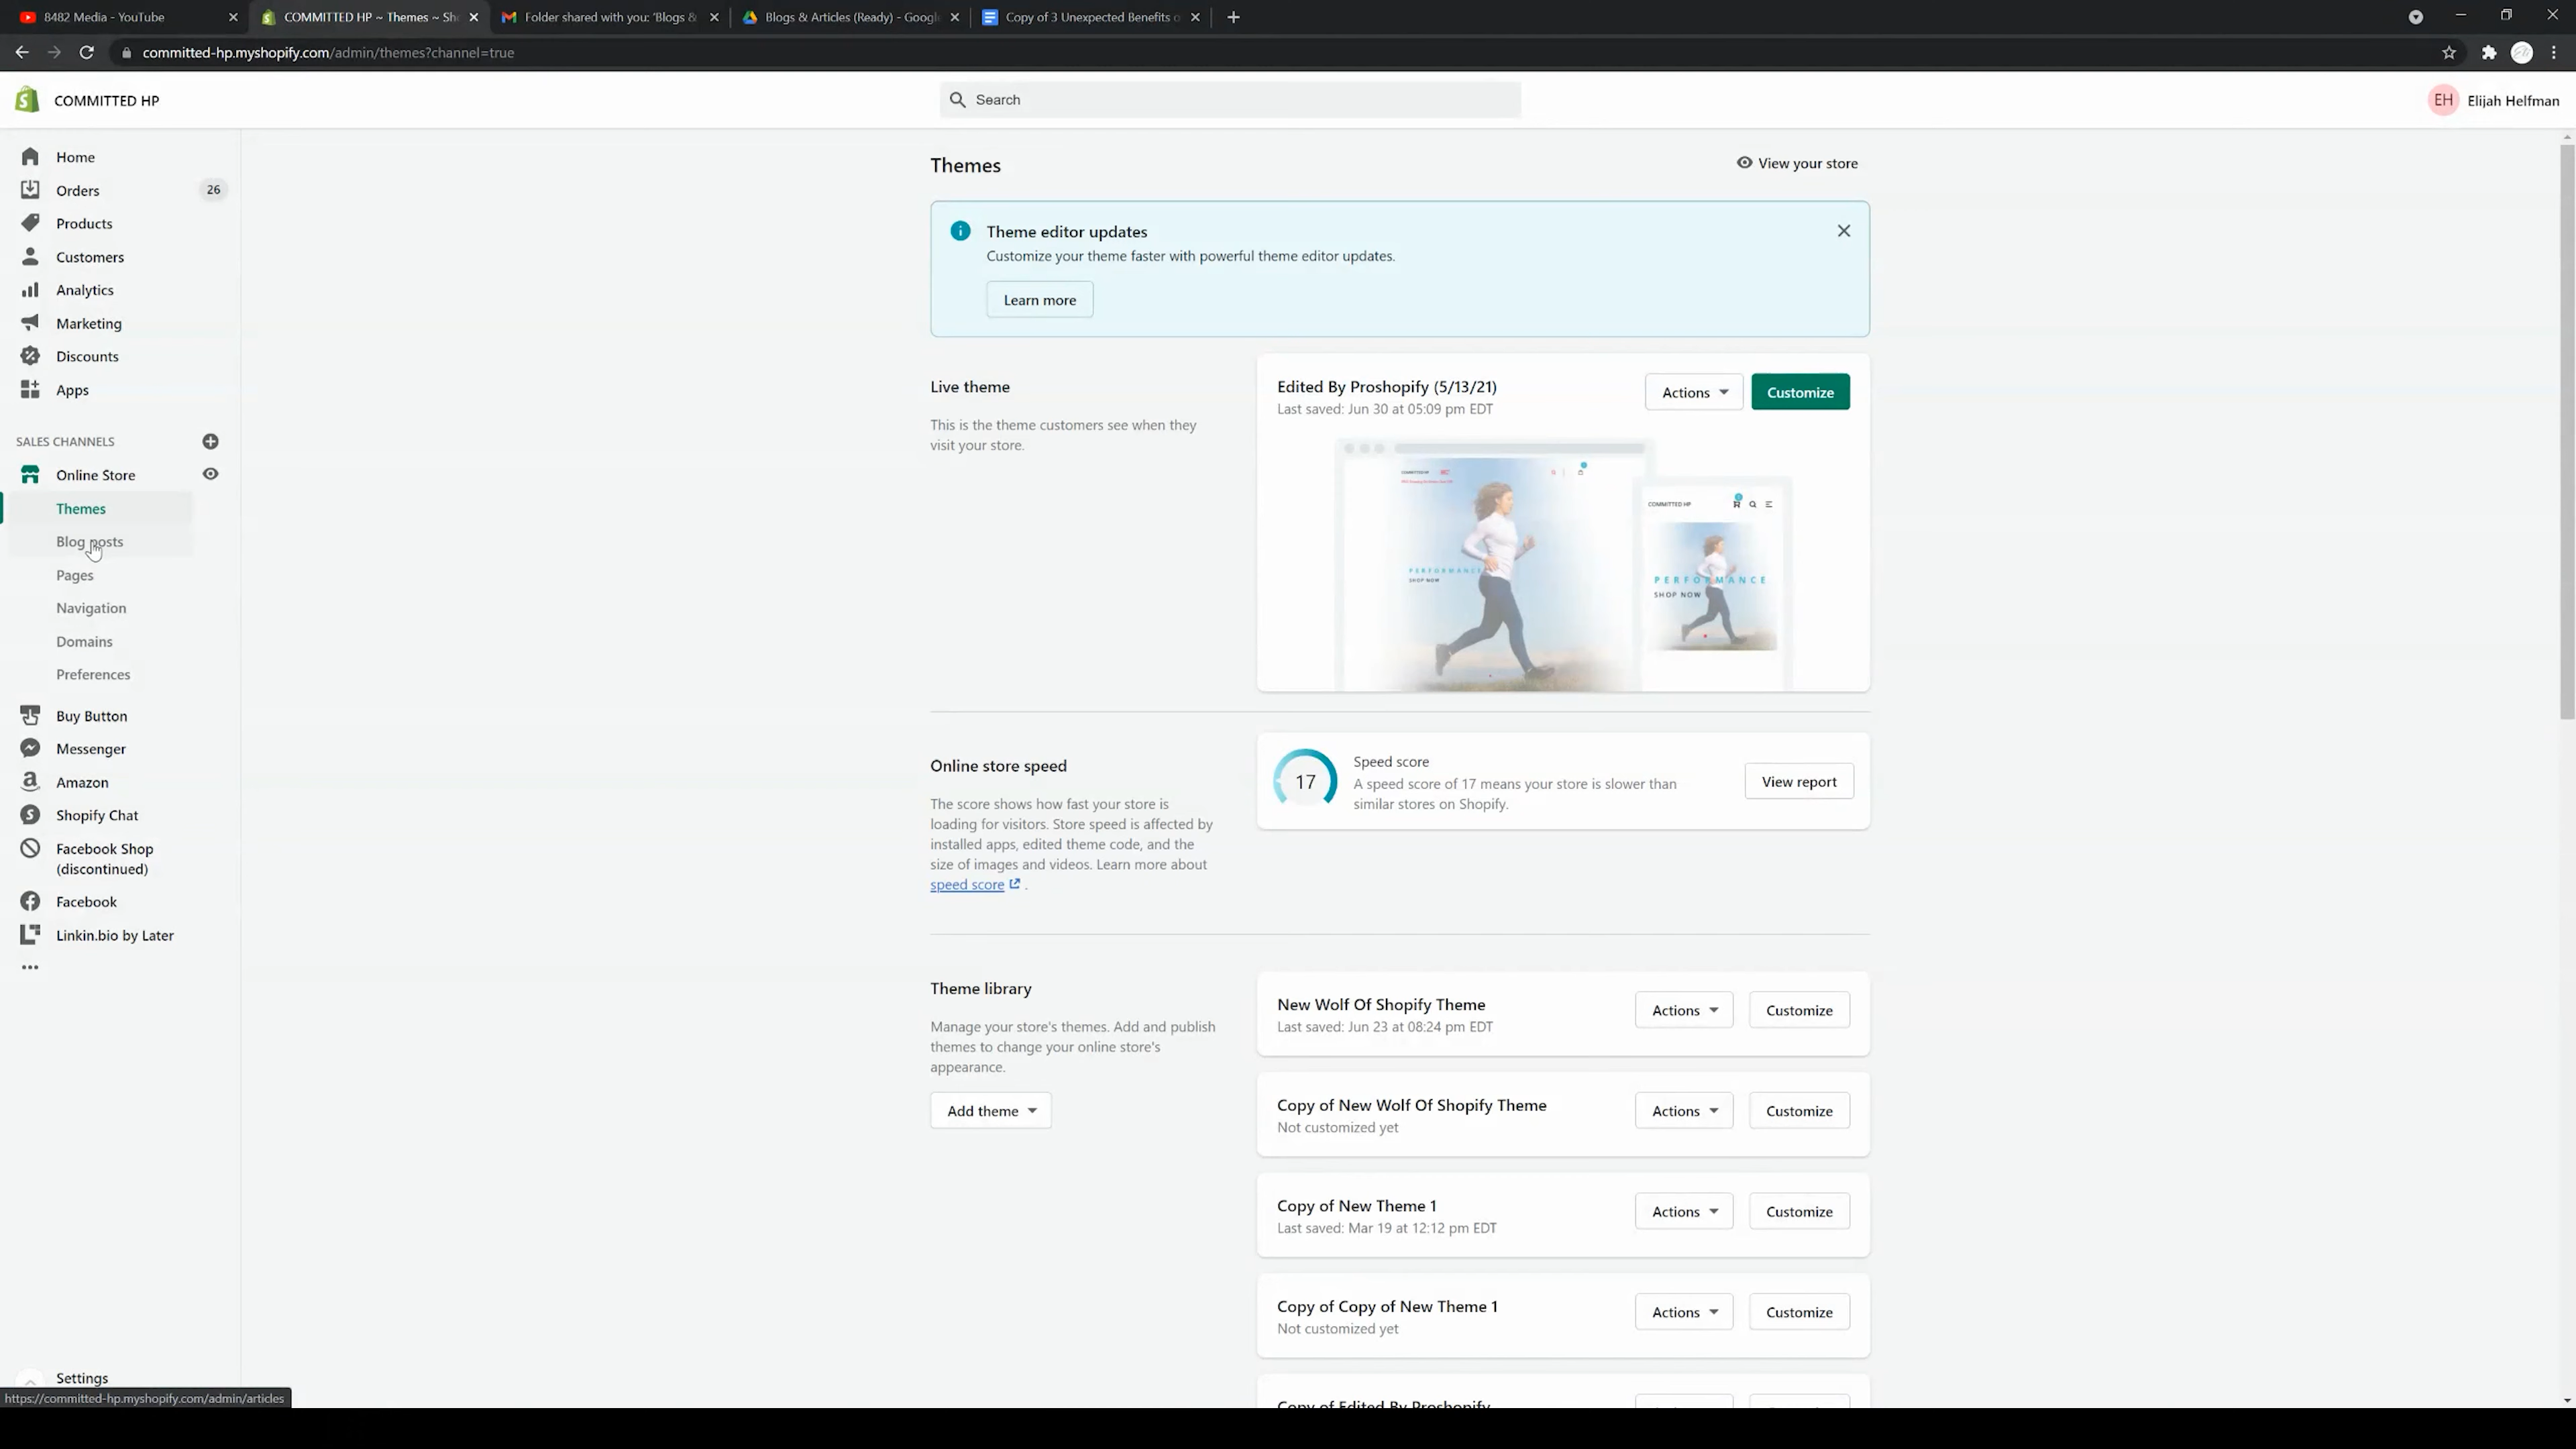 8482 Media - YouTube
COMMITTED HP ~ Themes ~ Sh
Folder shared with you: 'Blogs &
Blogs & Articles (Ready) - Google
Copy of 3 Unexpected Benefits o
committed-hp.myshopify.com/admin/themes?channel=true
COMMITTED HP
Search
EH Elijah Helfman
Home
Orders 26
Products
Customers
Analytics
Marketing
Discounts
Apps
SALES CHANNELS
Online Store
Themes
Blog posts
Pages
Navigation
Domains
Preferences
Buy Button
Messenger
Amazon
Shopify Chat
Facebook Shop
(discontinued)
Facebook
Linkin.bio by Later
Settings
https://committed-hp.myshopify.com/admin/articles
Themes
View your store
Theme editor updates
Customize your theme faster with powerful theme editor updates.
Learn more
Live theme
This is the theme customers see when they
visit your store.
Edited By Proshopify (5/13/21)
Last saved: Jun 30 at 05:09 pm EDT
Actions
Customize
COMMITTED HP
PERFORMANCE
SHOP NOW
COMMITTED HP
PERFORMANCE
SHOP NOW
Online store speed
The score shows how fast your store is
loading for visitors. Store speed is affected by
installed apps, edited theme code, and the
size of images and videos. Learn more about
speed score .
17
Speed score
A speed score of 17 means your store is slower than
similar stores on Shopify.
View report
Theme library
Manage your store's themes. Add and publish
themes to change your online store's
appearance.
Add theme
New Wolf Of Shopify Theme
Last saved: Jun 23 at 08:24 pm EDT
Actions
Customize
Copy of New Wolf Of Shopify Theme
Not customized yet
Actions
Customize
Copy of New Theme 1
Last saved: Mar 19 at 12:12 pm EDT
Actions
Customize
Copy of Copy of New Theme 1
Not customized yet
Actions
Customize
Copy of Edited By Proshopify